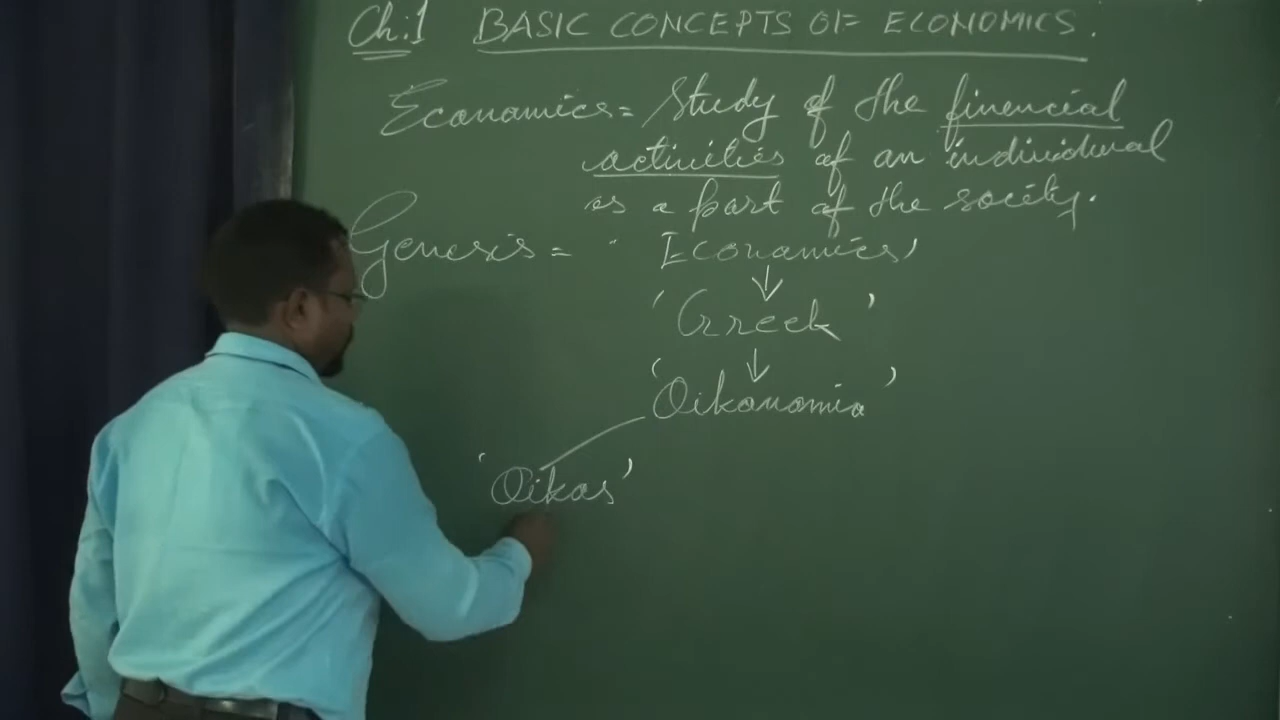 Ch:1 BASIC CONCEPTS OF ECONOMICS.
Economics = Study of the financial
activities of an individual
as a part of the society.
Genesis = 'Economics'
↓
'Greek'
↓
'Oikonomia'
'Oikos'